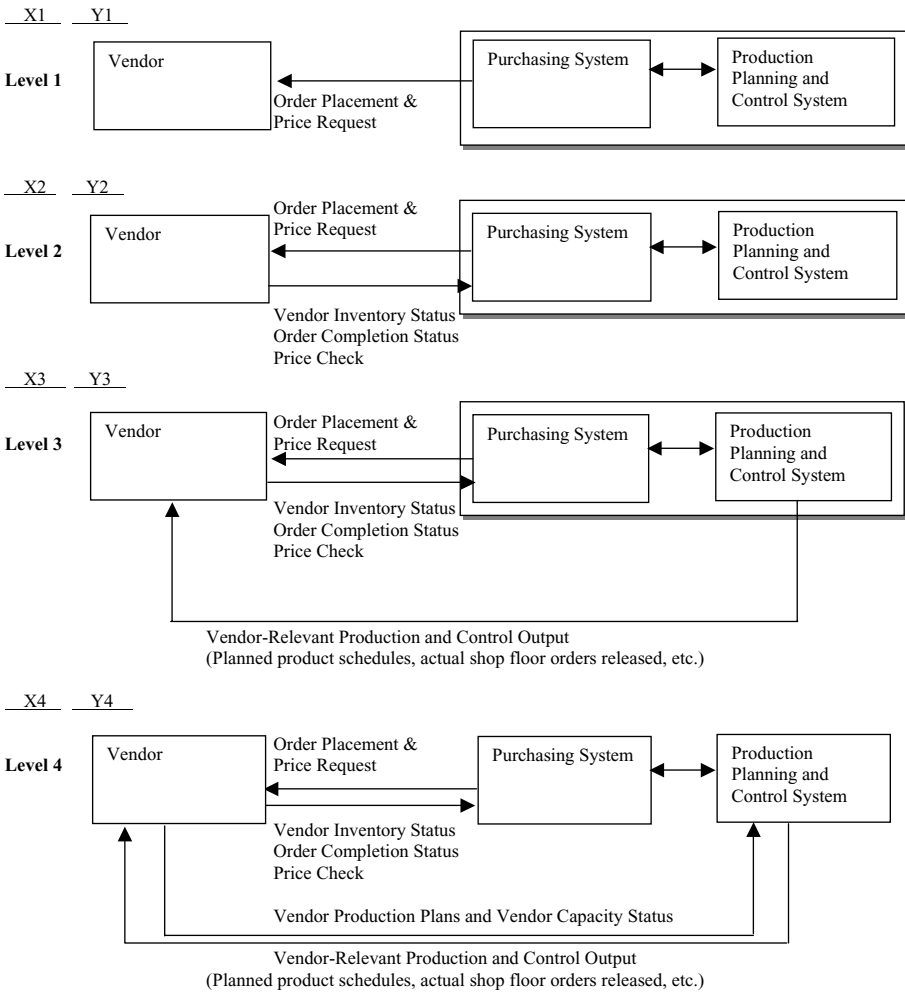 X1 Y1
Level 1
Vendor
Order Placement &
Price Request
Purchasing System
Production
Planning and
Control System
X2 Y2
Level 2
Vendor
Order Placement &
Price Request
Vendor Inventory Status
Order Completion Status
Price Check
Purchasing System
Production
Planning and
Control System
X3 Y3
Level 3
Vendor
Order Placement &
Price Request
Vendor Inventory Status
Order Completion Status
Price Check
Purchasing System
Production
Planning and
Control System
Vendor-Relevant Production and Control Output
(Planned product schedules, actual shop floor orders released, etc.)
X4 Y4
Level 4
Vendor
Order Placement &
Price Request
Vendor Inventory Status
Order Completion Status
Price Check
Purchasing System
Production
Planning and
Control System
Vendor Production Plans and Vendor Capacity Status
Vendor-Relevant Production and Control Output
(Planned product schedules, actual shop floor orders released, etc.)